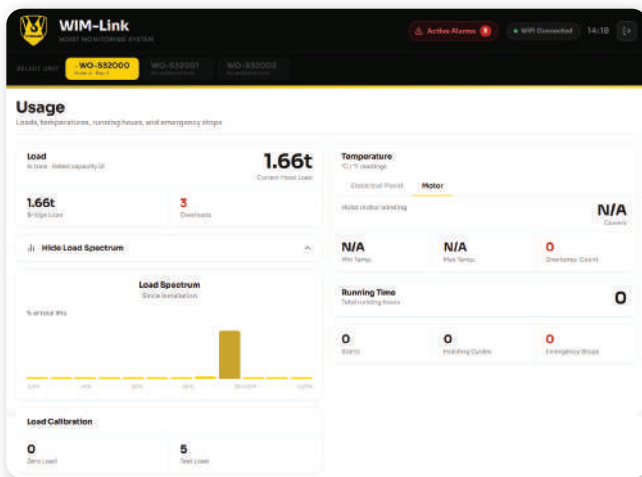 WIM-Link
HOIST MONITORING SYSTEM
Active Alarms
WiFi Connected
14:18
SELECT UNIT
WO-532000
WO-532001
WO-532002
Usage
Loads, temperatures, running hours, and emergency stops
Load
1.66t
Current Hoist Load
1.66t
Bridge Load
3
Overloads
Hide Load Spectrum
Load Spectrum
Since Installation
% of total lifts
Load Calibration
0
Zero Load
5
Test Load
Temperature
°C / °F readings
Electrical Panel
Motor
Hoist motor winding
N/A
Current
N/A
Min Temp.
N/A
Max Temp.
0
Overtemp. Count
Running Time
Total running hours
0
0
Starts
0
Hoisting Cycles
0
Emergency Stops